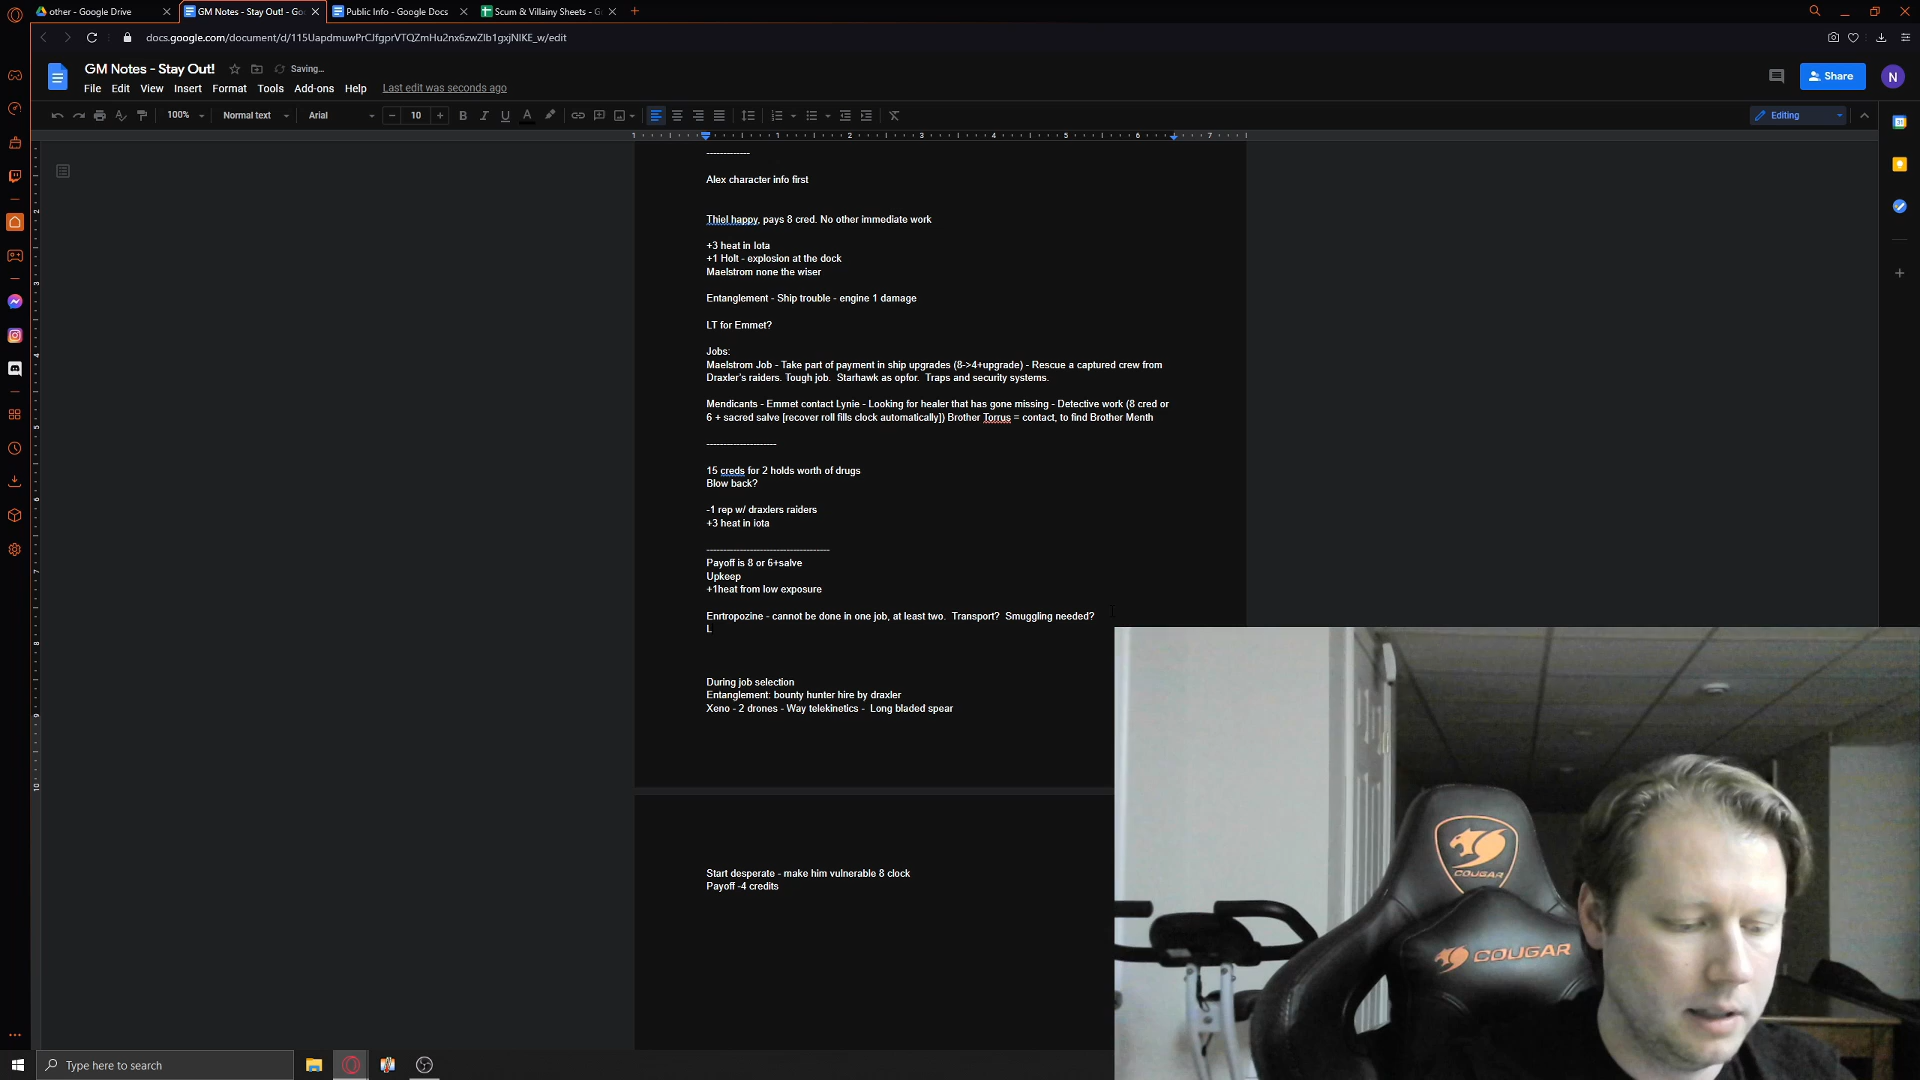 other - Google Drive
GM Notes - Stay Out! - Go
Public Info - Google Docs
Scum & Villainy Sheets - G
docs.google.com/document/d/115UapdmuwPrCJfgprVTQZmHu2nx6zwZlb1gxjNIKE_w/edit
GM Notes - Stay Out!
Saving...
File Edit View Insert Format Tools Add-ons Help
Last edit was seconds ago
Share
N
100%
Normal text
Arial
10
Editing
1 1 2 3 4 5 6 7
-------------
Alex character info first
Thiel happy, pays 8 cred. No other immediate work
+3 heat in Iota
+1 Holt - explosion at the dock
Maelstrom none the wiser
Entanglement - Ship trouble - engine 1 damage
LT for Emmet?
Jobs:
Maelstrom Job - Take part of payment in ship upgrades (8->4+upgrade) - Rescue a captured crew from
Draxler's raiders. Tough job. Starhawk as opfor. Traps and security systems.
Mendicants - Emmet contact Lynie - Looking for healer that has gone missing - Detective work (8 cred or
6 + sacred salve [recover roll fills clock automatically]) Brother Torrus = contact, to find Brother Menth
---------------------
15 creds for 2 holds worth of drugs
Blow back?
-1 rep w/ draxlers raiders
+3 heat in iota
-------------------------------------
Payoff is 8 or 6+salve
Upkeep
+1heat from low exposure
Enrtropozine - cannot be done in one job, at least two. Transport? Smuggling needed?
L
During job selection
Entanglement: bounty hunter hire by draxler
Xeno - 2 drones - Way telekinetics - Long bladed spear
Start desperate - make him vulnerable 8 clock
Payoff -4 credits
COUGAR
COUGAR
Type here to search